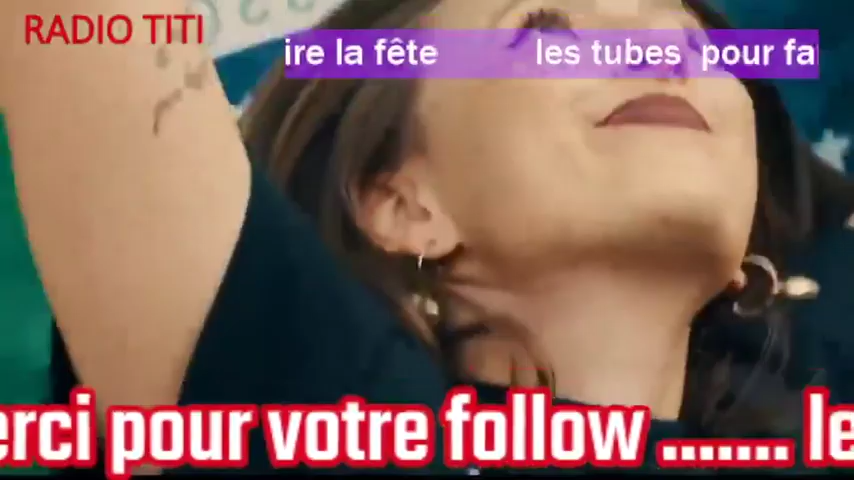 RADIO TITI
ire la fête les tubes pour fa
erci pour votre follow ....... le